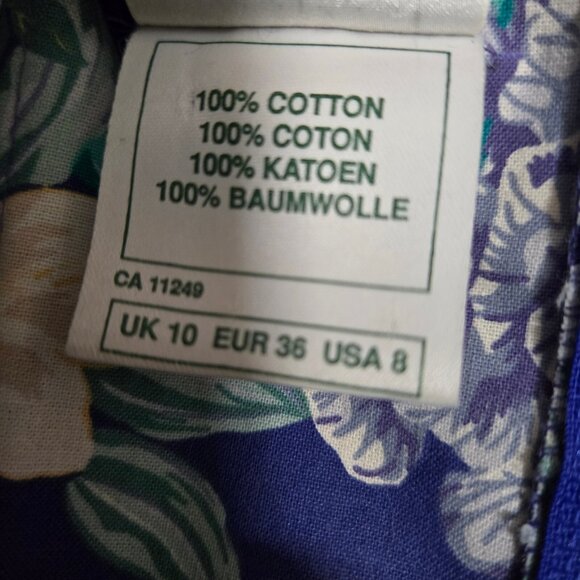 100% COTTON
100% COTON
100% KATOEN
100% BAUMWOLLE
CA 11249
UK 10 EUR 36 USA 8